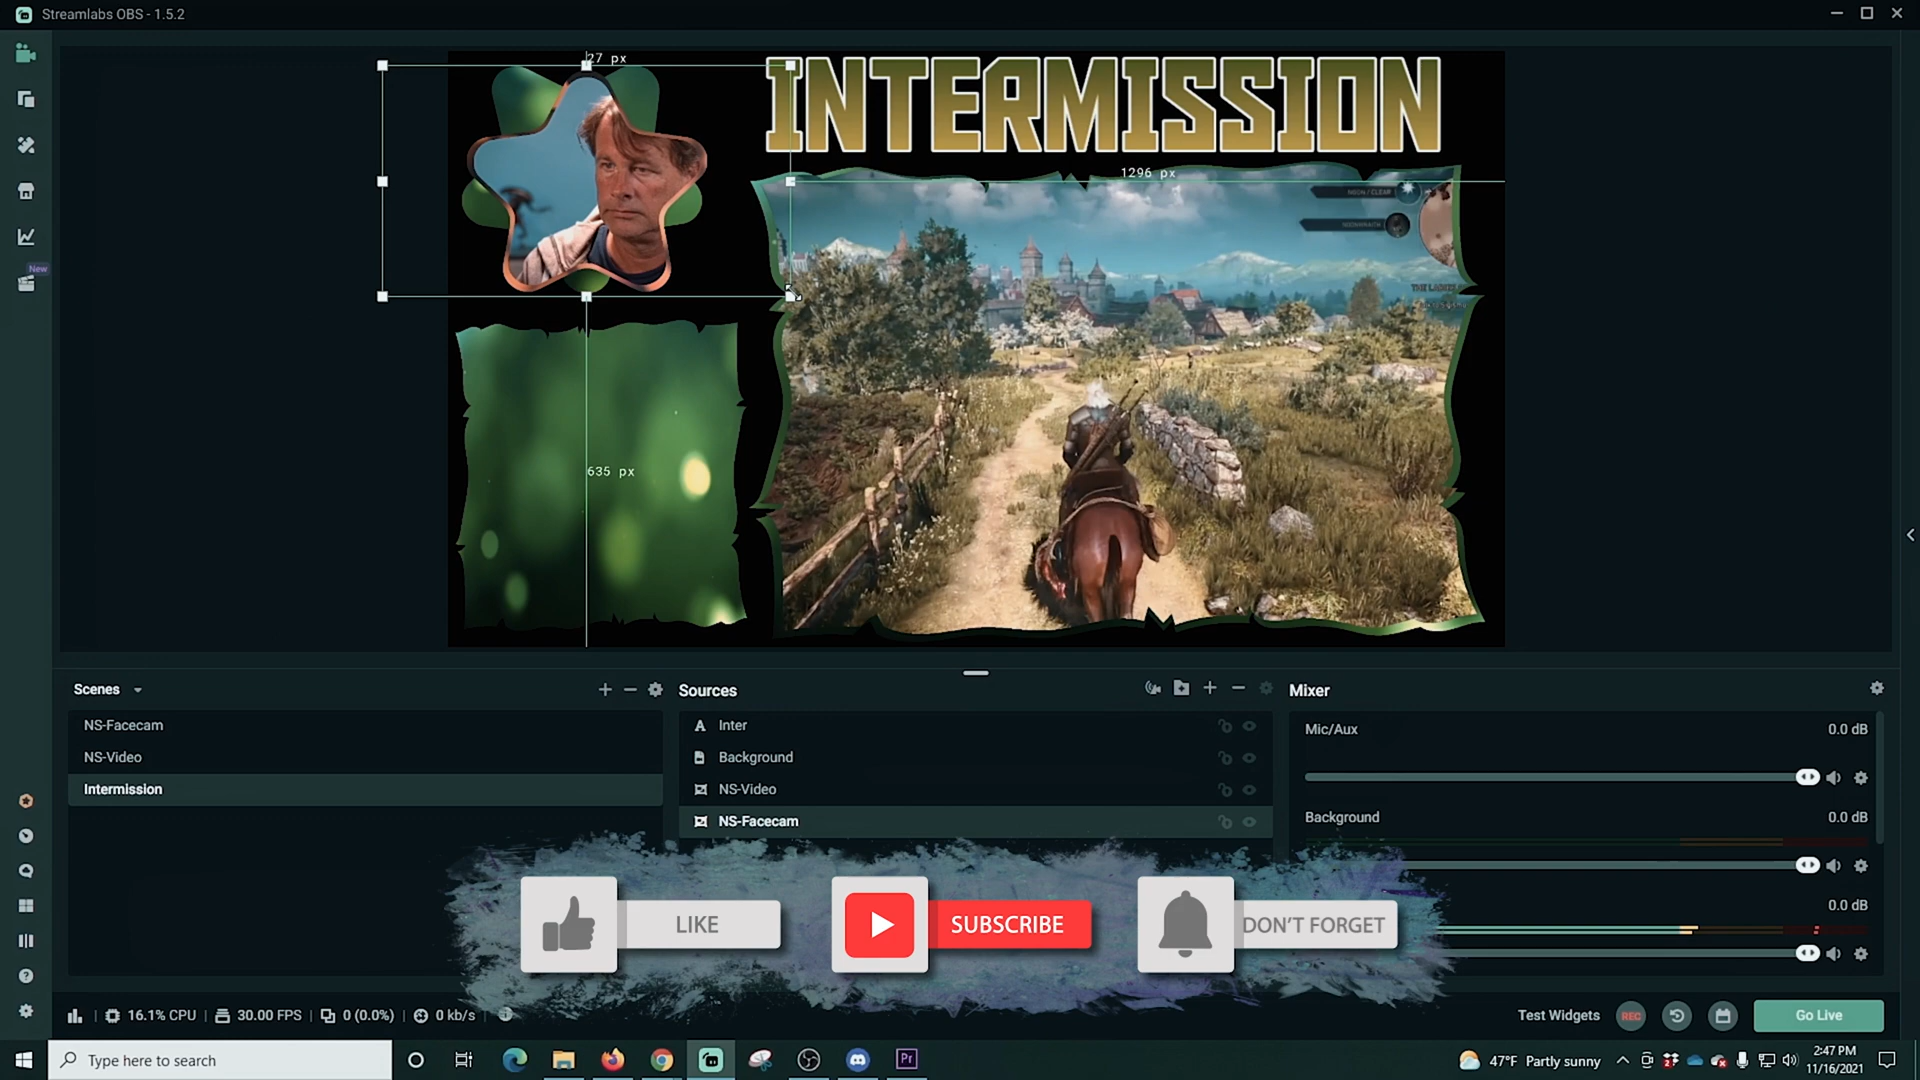 Streamlabs OBS - 1.5.2
New
27 px
INTERMISSION
1296 px
NEON / CLEAR
635 px
Scenes
NS-Facecam
NS-Video
Intermission
Sources
Inter
Background
NS-Video
NS-Facecam
Mixer
Mic/Aux
0.0 dB
Background
0.0 dB
0.0 dB
LIKE
SUBSCRIBE
DON'T FORGET
16.1% CPU
30.00 FPS
0 (0.0%)
0 kb/s
Test Widgets
REC
Go Live
Type here to search
Pr
47°F Partly sunny
2:47 PM
11/16/2021